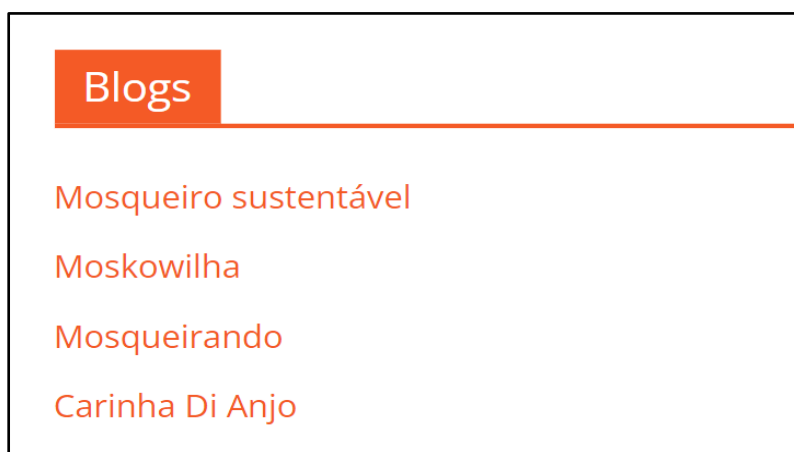 Blogs
Mosqueiro sustentável
Moskowilha
Mosqueirando
Carinha Di Anjo